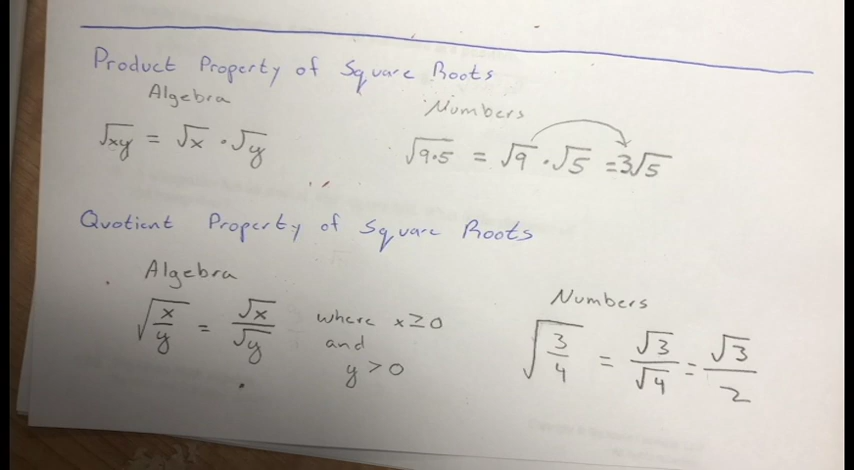 Product Property of Square Roots
Algebra
Numbers
√xy = √x · √y
√9·5 = √9 · √5 = 3√5
Quotient Property of Square Roots
Algebra
Numbers
√(x/y) = √x/√y where x ≥ 0
and
y > 0
√(3/4) = √3/√4 = √3/2